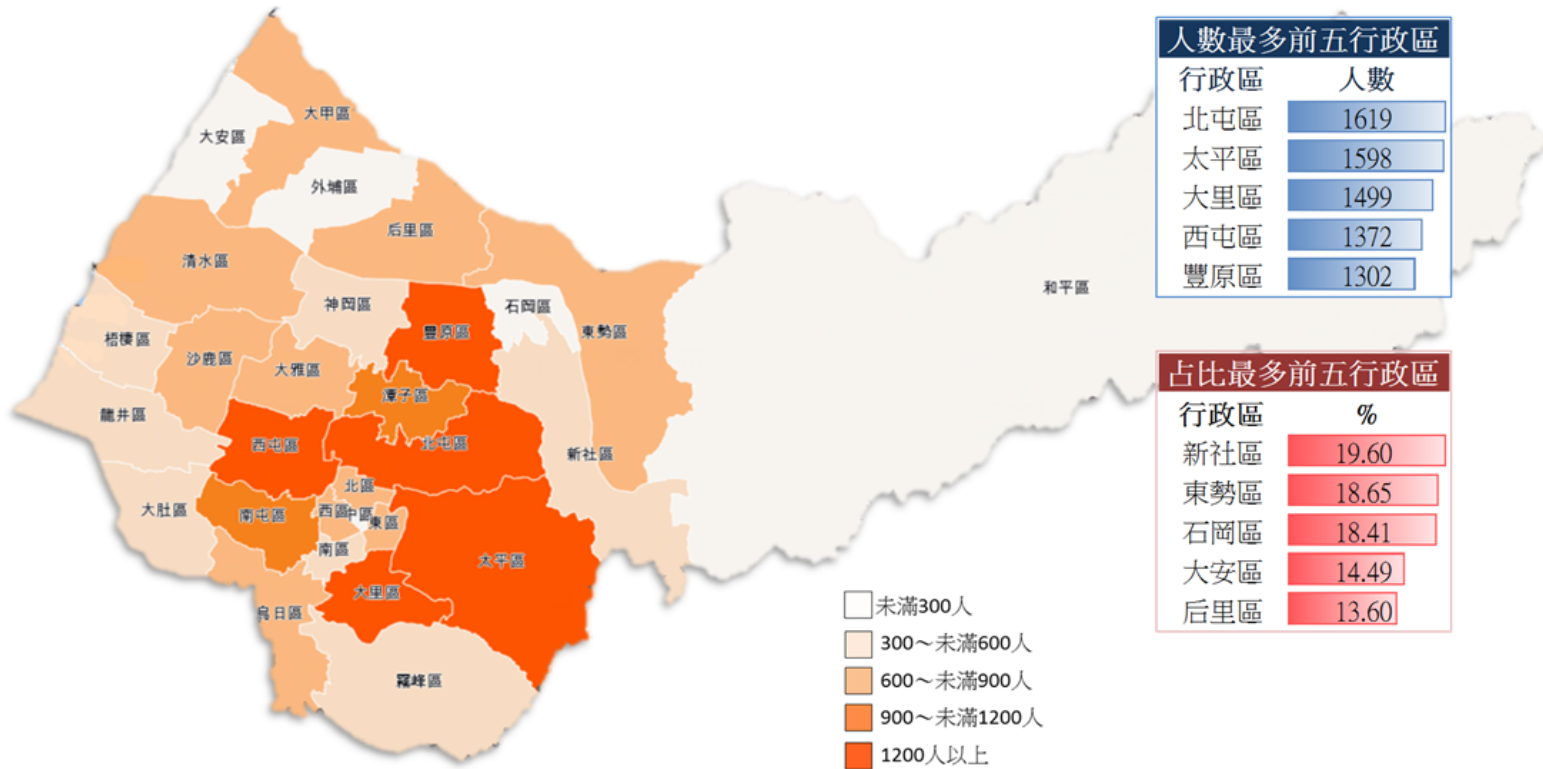 大甲區
大安區
外埔區
后里區
清水區
神岡區
石岡區
和平區
豐原區
東勢區
梧棲區
沙鹿區
大雅區
潭子區
龍井區
西屯區
北屯區
新社區
北區
大肚區
南屯區
西區
中區
東區
南區
太平區
大里區
烏日區
霧峰區
人數最多前五行政區
行政區 人數
北屯區 1619
太平區 1598
大里區 1499
西屯區 1372
豐原區 1302
占比最多前五行政區
行政區 %
新社區 19.60
東勢區 18.65
石岡區 18.41
大安區 14.49
后里區 13.60
未滿300人
300～未滿600人
600～未滿900人
900～未滿1200人
1200人以上